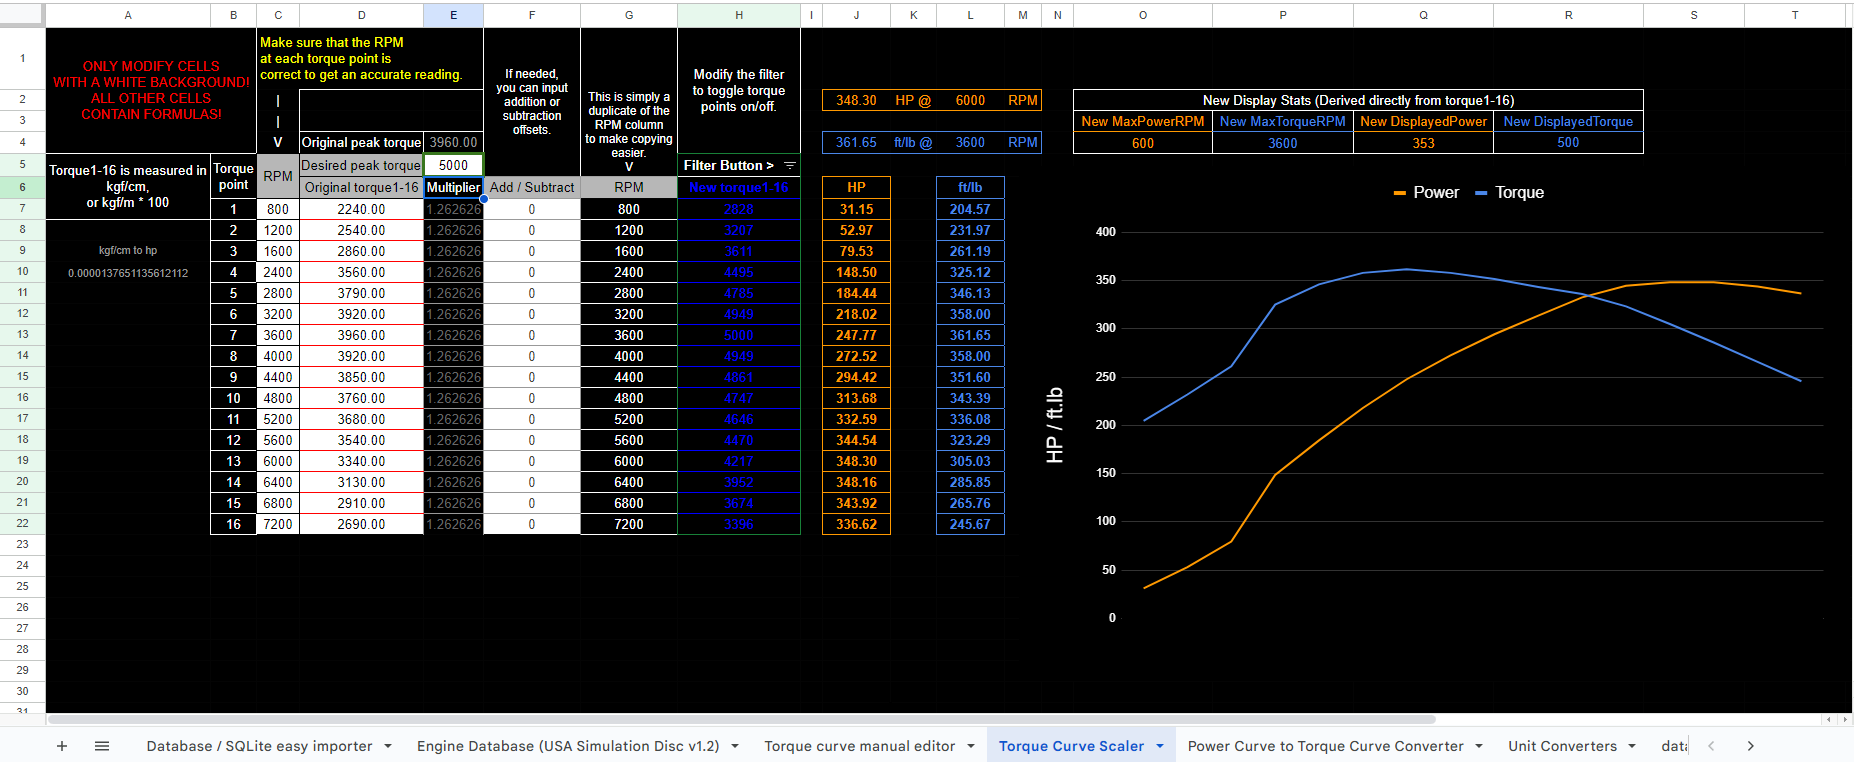 A B C D E F G H I J K L M N O P Q R S T
1
ONLY MODIFY CELLS
WITH A WHITE BACKGROUND!
ALL OTHER CELLS
CONTAIN FORMULAS!
Make sure that the RPM
at each torque point is
correct to get an accurate reading.
|
|
V
If needed,
you can input
addition or
subtraction
offsets.
This is simply a
duplicate of the
RPM column
to make copying
easier.
V
Modify the filter
to toggle torque
points on/off.
2 348.30 HP @ 6000 RPM New Display Stats (Derived directly from torque1-16)
3 New MaxPowerRPM New MaxTorqueRPM New DisplayedPower New DisplayedTorque
4 Original peak torque 3960.00 361.65 ft/lb @ 3600 RPM 600 3600 353 500
Torque1-16 is measured in
kgf/cm,
or kgf/m * 100
Torque
point
RPM
5 Desired peak torque 5000 Filter Button >
6 Original torque1-16 Multiplier Add / Subtract RPM New torque1-16 HP ft/lb
7 1 800 2240.00 1.262626 0 800 2828 31.15 204.57
8 2 1200 2540.00 1.262626 0 1200 3207 52.97 231.97
9 kgf/cm to hp 3 1600 2860.00 1.262626 0 1600 3611 79.53 261.19
10 0.0000137651135612112 4 2400 3560.00 1.262626 0 2400 4495 148.50 325.12
11 5 2800 3790.00 1.262626 0 2800 4785 184.44 346.13
12 6 3200 3920.00 1.262626 0 3200 4949 218.02 358.00
13 7 3600 3960.00 1.262626 0 3600 5000 247.77 361.65
14 8 4000 3920.00 1.262626 0 4000 4949 272.52 358.00
15 9 4400 3850.00 1.262626 0 4400 4861 294.42 351.60
16 10 4800 3760.00 1.262626 0 4800 4747 313.68 343.39
17 11 5200 3680.00 1.262626 0 5200 4646 332.59 336.08
18 12 5600 3540.00 1.262626 0 5600 4470 344.54 323.29
19 13 6000 3340.00 1.262626 0 6000 4217 348.30 305.03
20 14 6400 3130.00 1.262626 0 6400 3952 348.16 285.85
21 15 6800 2910.00 1.262626 0 6800 3674 343.92 265.76
22 16 7200 2690.00 1.262626 0 7200 3396 336.62 245.67
23
24
25
26
27
28
29
30
31
Power Torque
HP / ft.lb
400
350
300
250
200
150
100
50
0
+ Database / SQLite easy importer Engine Database (USA Simulation Disc v1.2) Torque curve manual editor Torque Curve Scaler Power Curve to Torque Curve Converter Unit Converters data